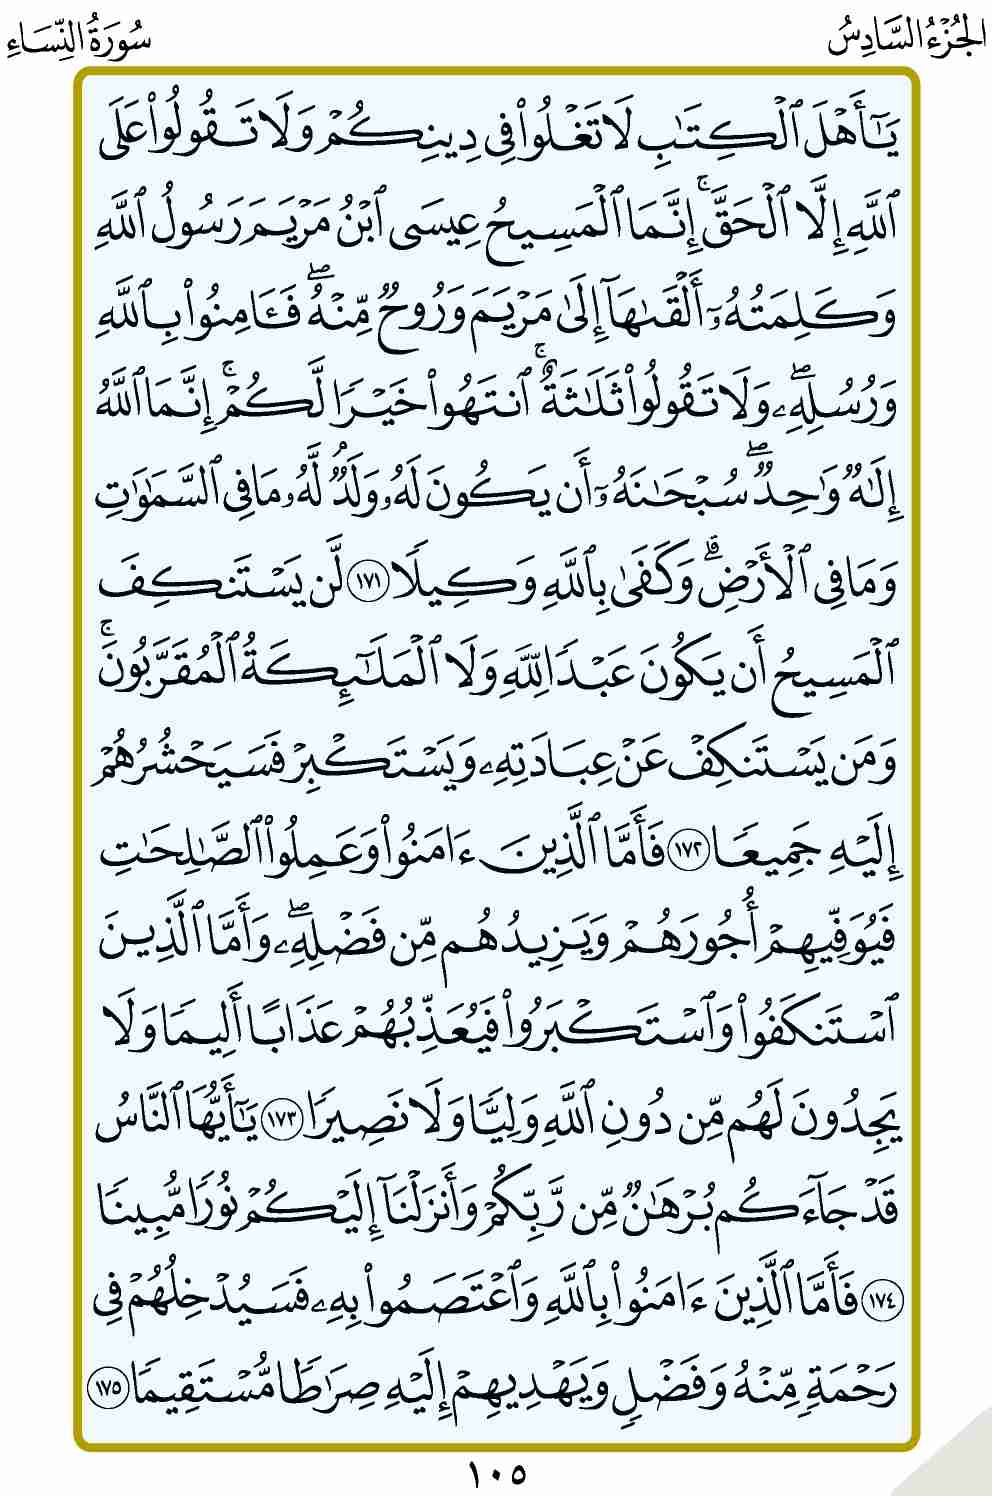 الجُزْءُ السَّادِسُ
سُورَةُ النِّسَاءِ
يَٰٓأَهۡلَ ٱلۡكِتَٰبِ لَا تَغۡلُواْ فِي دِينِكُمۡ وَلَا تَقُولُواْ عَلَى
ٱللَّهِ إِلَّا ٱلۡحَقَّۚ إِنَّمَا ٱلۡمَسِيحُ عِيسَى ٱبۡنُ مَرۡيَمَ رَسُولُ ٱللَّهِ
وَكَلِمَتُهُۥٓ أَلۡقَىٰهَآ إِلَىٰ مَرۡيَمَ وَرُوحٞ مِّنۡهُۖ فَـَٔامِنُواْ بِٱللَّهِ
وَرُسُلِهِۦۖ وَلَا تَقُولُواْ ثَلَٰثَةٌۚ ٱنتَهُواْ خَيۡرٗا لَّكُمۡۚ إِنَّمَا ٱللَّهُ
إِلَٰهٞ وَٰحِدٞۖ سُبۡحَٰنَهُۥٓ أَن يَكُونَ لَهُۥ وَلَدٞۘ لَّهُۥ مَا فِي ٱلسَّمَٰوَٰتِ
وَمَا فِي ٱلۡأَرۡضِۗ وَكَفَىٰ بِٱللَّهِ وَكِيلٗا ١٧١ لَّن يَسۡتَنكِفَ
ٱلۡمَسِيحُ أَن يَكُونَ عَبۡدٗا لِّلَّهِ وَلَا ٱلۡمَلَٰٓئِكَةُ ٱلۡمُقَرَّبُونَۚ
وَمَن يَسۡتَنكِفۡ عَنۡ عِبَادَتِهِۦ وَيَسۡتَكۡبِرۡ فَسَيَحۡشُرُهُمۡ
إِلَيۡهِ جَمِيعٗا ١٧٢ فَأَمَّا ٱلَّذِينَ ءَامَنُواْ وَعَمِلُواْ ٱلصَّٰلِحَٰتِ
فَيُوَفِّيهِمۡ أُجُورَهُمۡ وَيَزِيدُهُم مِّن فَضۡلِهِۦۖ وَأَمَّا ٱلَّذِينَ
ٱسۡتَنكَفُواْ وَٱسۡتَكۡبَرُواْ فَيُعَذِّبُهُمۡ عَذَابًا أَلِيمٗا وَلَا
يَجِدُونَ لَهُم مِّن دُونِ ٱللَّهِ وَلِيّٗا وَلَا نَصِيرٗا ١٧٣ يَٰٓأَيُّهَا ٱلنَّاسُ
قَدۡ جَآءَكُم بُرۡهَٰنٞ مِّن رَّبِّكُمۡ وَأَنزَلۡنَآ إِلَيۡكُمۡ نُورٗا مُّبِينٗا
١٧٤ فَأَمَّا ٱلَّذِينَ ءَامَنُواْ بِٱللَّهِ وَٱعۡتَصَمُواْ بِهِۦ فَسَيُدۡخِلُهُمۡ فِي
رَحۡمَةٖ مِّنۡهُ وَفَضۡلٖ وَيَهۡدِيهِمۡ إِلَيۡهِ صِرَٰطٗا مُّسۡتَقِيمٗا ١٧٥
١٠٥